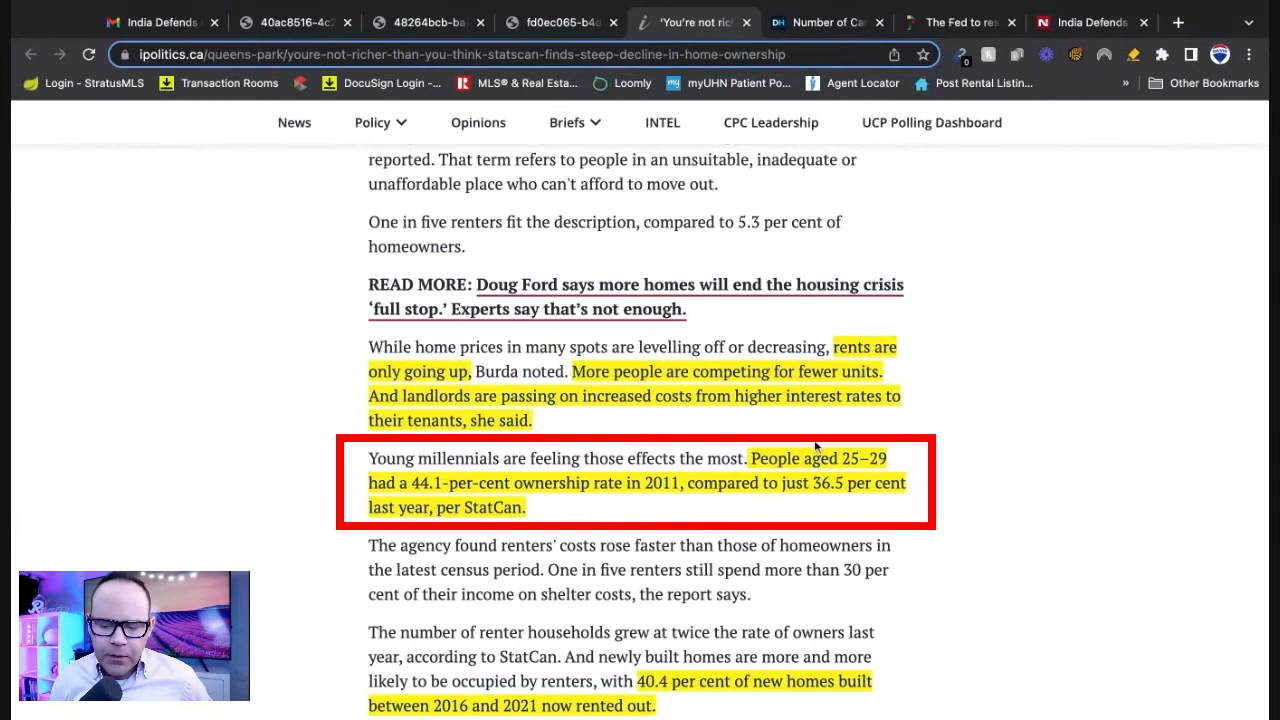 India Defends
40ac8516-4c2
48264bcb-ba
fd0ec065-b4d
'You're not ric
Number of Ca
The Fed to re
India Defends
ipolitics.ca/queens-park/youre-not-richer-than-you-think-statscan-finds-steep-decline-in-home-ownership
0
Login - StratusMLS
Transaction Rooms
DocuSign Login -...
MLS® & Real Esta...
Loomly
my
myUHN Patient Po...
Agent Locator
Post Rental Listin...
»
Other Bookmarks
News
Policy
Opinions
Briefs
INTEL
CPC Leadership
UCP Polling Dashboard
reported. That term refers to people in an unsuitable, inadequate or
unaffordable place who can't afford to move out.
One in five renters fit the description, compared to 5.3 per cent of
homeowners.
READ MORE: Doug Ford says more homes will end the housing crisis
‘full stop.’ Experts say that’s not enough.
While home prices in many spots are levelling off or decreasing, rents are
only going up, Burda noted. More people are competing for fewer units.
And landlords are passing on increased costs from higher interest rates to
their tenants, she said.
Young millennials are feeling those effects the most. People aged 25–29
had a 44.1-per-cent ownership rate in 2011, compared to just 36.5 per cent
last year, per StatCan.
The agency found renters' costs rose faster than those of homeowners in
the latest census period. One in five renters still spend more than 30 per
cent of their income on shelter costs, the report says.
The number of renter households grew at twice the rate of owners last
year, according to StatCan. And newly built homes are more and more
likely to be occupied by renters, with 40.4 per cent of new homes built
between 2016 and 2021 now rented out.